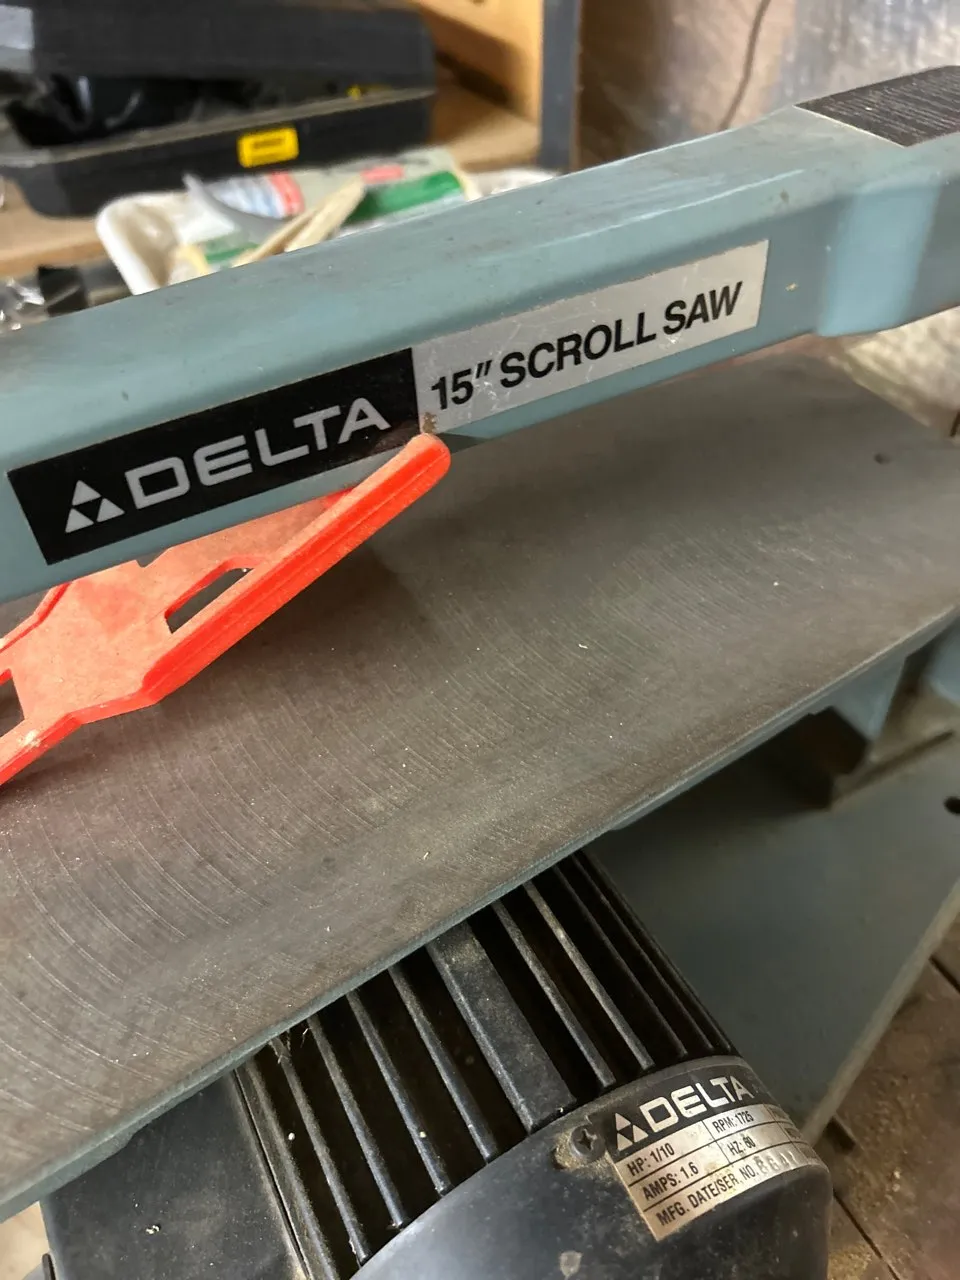 DELTA 15" SCROLL SAW
DELTA
HP: 1/10 RPM: 1725
AMPS: 1.6 HZ: 60
MFG. DATE/SER. NO.